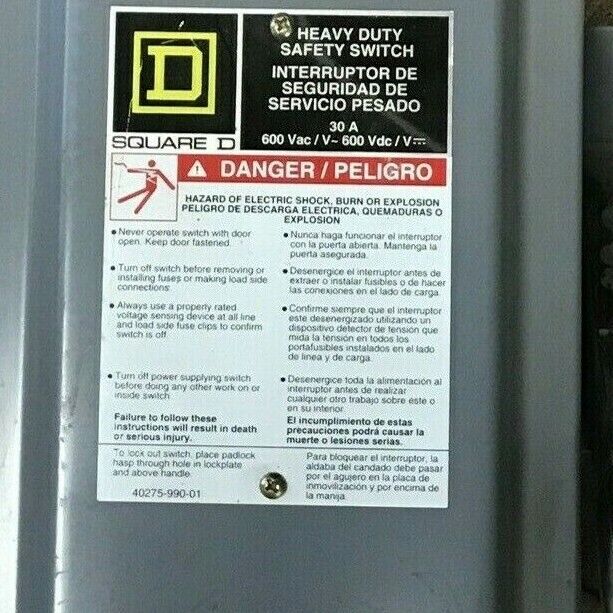 HEAVY DUTY
SAFETY SWITCH
INTERRUPTOR DE
SEGURIDAD DE
SERVICIO PESADO
30 A
600 Vac / V~ 600 Vdc / V⎓
D
SQUARE D
DANGER / PELIGRO
HAZARD OF ELECTRIC SHOCK, BURN OR EXPLOSION
PELIGRO DE DESCARGA ELECTRICA, QUEMADURAS O
EXPLOSION
• Never operate switch with door
open. Keep door fastened.
• Turn off switch before removing or
installing fuses or making load side
connections.
• Always use a properly rated
voltage sensing device at all line
and load side fuse clips to confirm
switch is off.
• Turn off power supplying switch
before doing any other work on or
inside switch.
Failure to follow these
instructions will result in death
or serious injury.
• Nunca haga funcionar el interruptor
con la puerta abierta. Mantenga la
puerta asegurada.
• Desenergice el interruptor antes de
extraer o instalar fusibles o de hacer
las conexiones en el lado de carga.
• Confirme siempre que el interruptor
este desenergizado utilizando un
dispositivo detector de tensión que
mida la tensión en todos los
portafusibles instalados en el lado
de linea y de carga.
• Desenergice toda la alimentación al
interruptor antes de realizar
cualquier otro trabajo sobre este o
en su interior.
El incumplimiento de estas
precauciones podrá causar la
muerte o lesiones serias.
To lock out switch, place padlock
hasp through hole in lockplate
and above handle.
40275-990-01
Para bloquear el interruptor, la
aldaba del candado debe pasar
por el agujero en la placa de
inmovilización y por encima de
la manija.